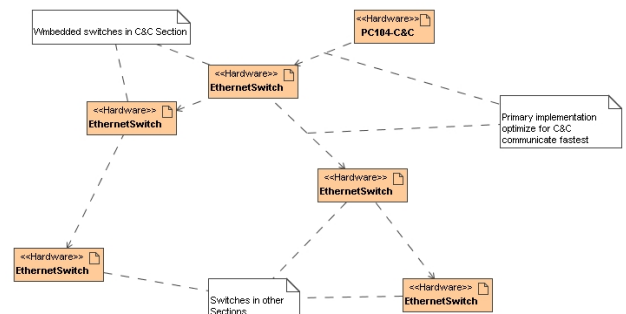 Wmbedded switches in C&C Section
<<Hardware>>
PC104-C&C
<<Hardware>>
EthernetSwitch
<<Hardware>>
EthernetSwitch
Primary implementation
optimize for C&C
communicate fastest
<<Hardware>>
EthernetSwitch
<<Hardware>>
EthernetSwitch
Switches in other
Sections
<<Hardware>>
EthernetSwitch